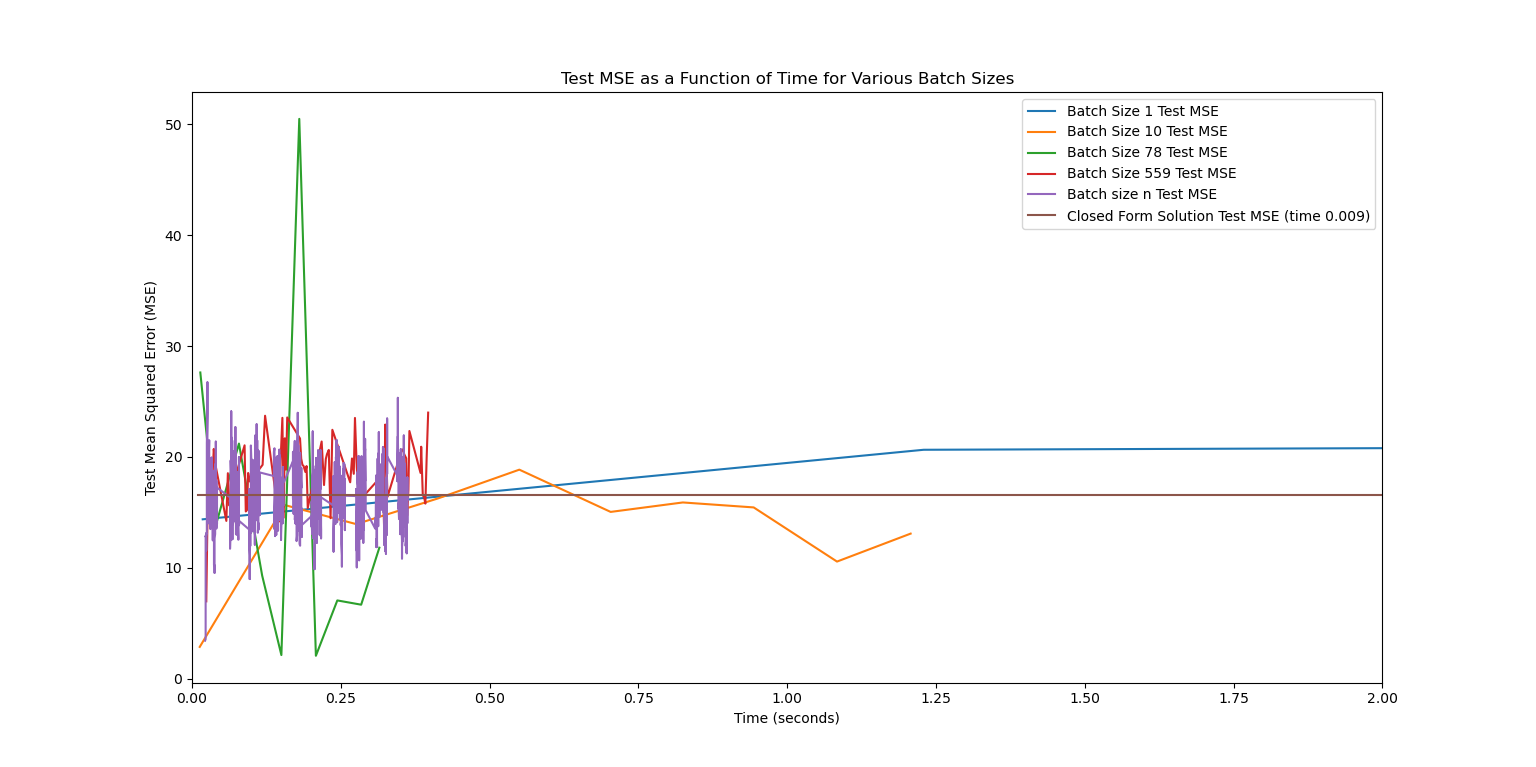 Test MSE as a Function of Time for Various Batch Sizes
Batch Size 1 Test MSE
Batch Size 10 Test MSE
Batch Size 78 Test MSE
Batch Size 559 Test MSE
Batch size n Test MSE
Closed Form Solution Test MSE (time 0.009)
Test Mean Squared Error (MSE)
50
40
30
20
10
0
0.00 0.25 0.50 0.75 1.00 1.25 1.50 1.75 2.00
Time (seconds)